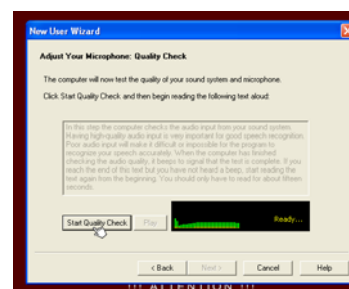 New User Wizard
Adjust Your Microphone: Quality Check
The computer will now test the quality of your sound system and microphone.
Click Start Quality Check and then begin reading the following text aloud:
In this step the computer checks the audio input from your sound system.
Having high-quality audio input is very important for good speech recognition.
Poor audio input will make it difficult or impossible for the program to
recognize your speech accurately. When the computer has finished
checking the audio quality, it beeps to signal that the test is complete. If you
reach the end of this text but you have not heard a beep, start reading the
text again from the beginning. You should only have to read for about fifteen
seconds.
Start Quality Check Play Ready...
< Back Next > Cancel Help
!!! ATTENTION !!!